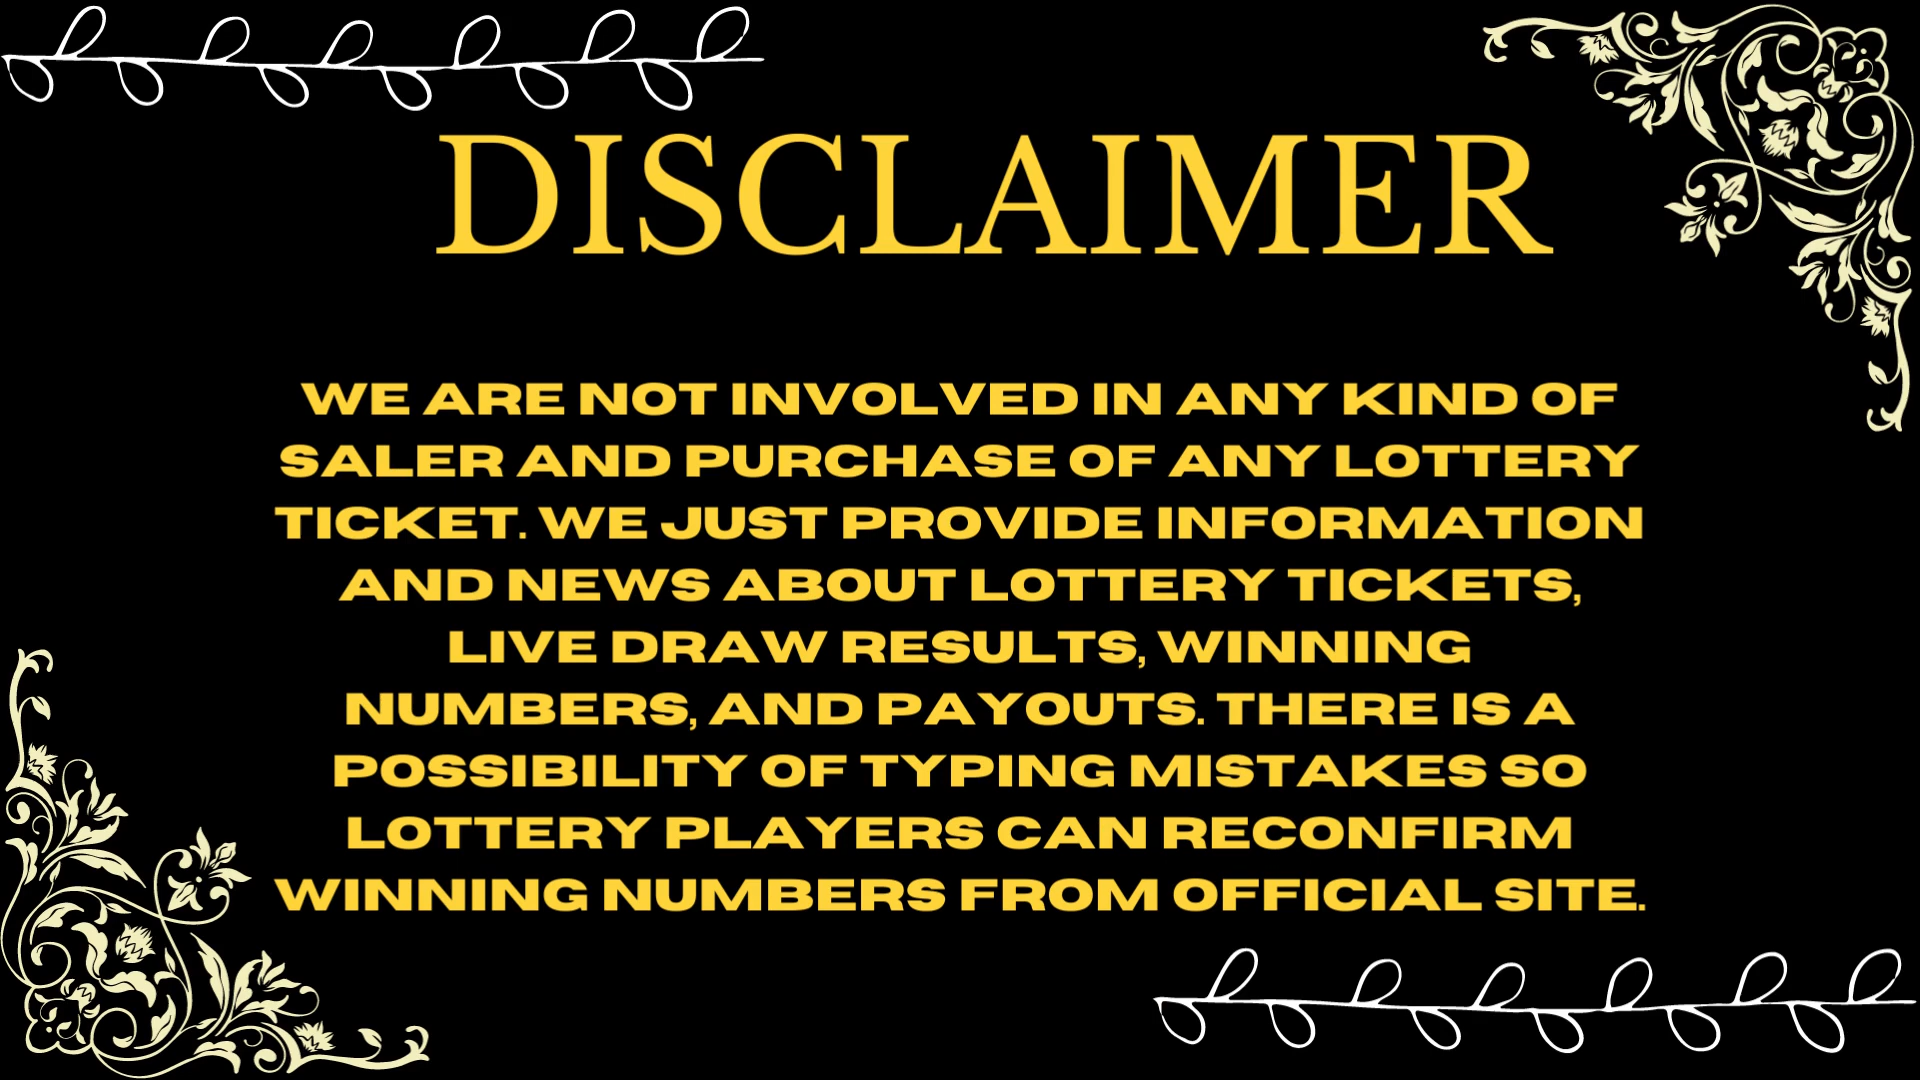 DISCLAIMER
WE ARE NOT INVOLVED IN ANY KIND OF
SALER AND PURCHASE OF ANY LOTTERY
TICKET. WE JUST PROVIDE INFORMATION
AND NEWS ABOUT LOTTERY TICKETS,
LIVE DRAW RESULTS, WINNING
NUMBERS, AND PAYOUTS. THERE IS A
POSSIBILITY OF TYPING MISTAKES SO
LOTTERY PLAYERS CAN RECONFIRM
WINNING NUMBERS FROM OFFICIAL SITE.